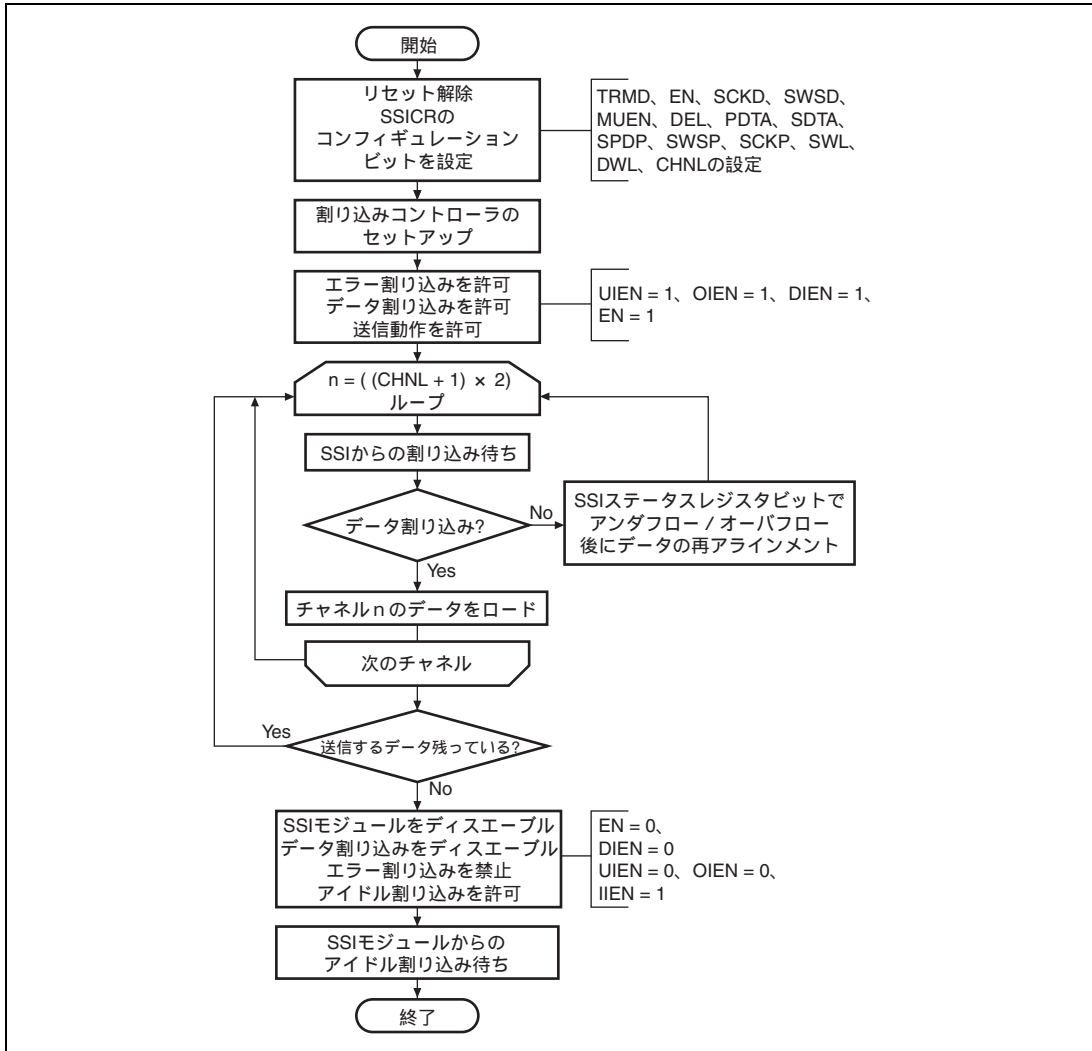 開始
リセット解除
SSICRの
コンフィギュレーション
ビットを設定
TRMD、EN、SCKD、SWSD、
MUEN、DEL、PDTA、SDTA、
SPDP、SWSP、SCKP、SWL、
DWL、CHNLの設定
割り込みコントローラの
セットアップ
エラー割り込みを許可
データ割り込みを許可
送信動作を許可
UIEN = 1、OIEN = 1、DIEN = 1、
EN = 1
n = ( (CHNL + 1) × 2)
ループ
SSIからの割り込み待ち
データ割り込み?
No
SSIステータスレジスタビットで
アンダフロー / オーバフロー
後にデータの再アラインメント
Yes
チャネル n のデータをロード
次のチャネル
Yes
送信するデータ残っている?
No
SSIモジュールをディスエーブル
データ割り込みをディスエーブル
エラー割り込みを禁止
アイドル割り込みを許可
EN = 0、
DIEN = 0
UIEN = 0、OIEN = 0、
IIEN = 1
SSIモジュールからの
アイドル割り込み待ち
終了